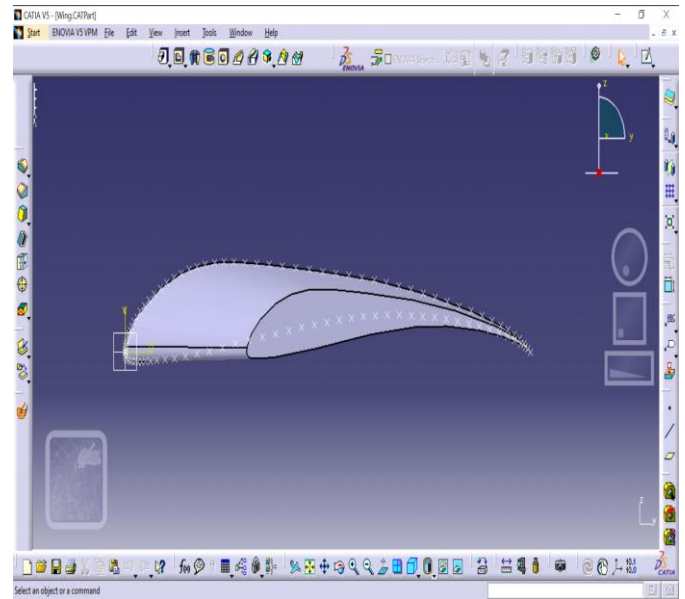 CATIA V5 - [Wing.CATPart]
Start ENOVIA V5 VPM File Edit View Insert Tools Window Help
ENOVIA
z
x y
z
y
Select an object or a command
CATIA